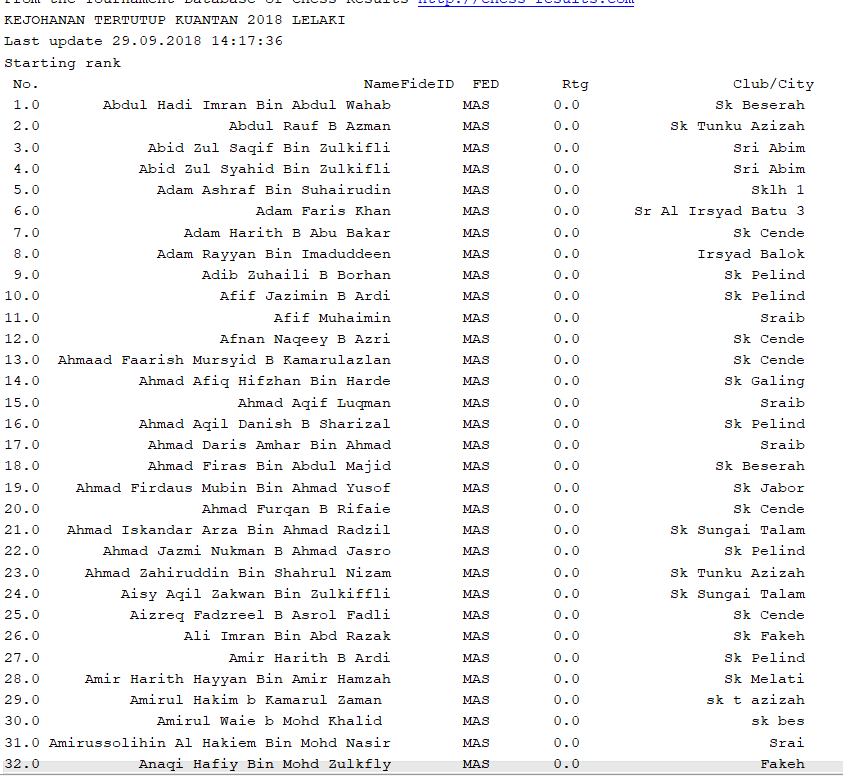 From the Tournament Database of Chess-Results http://chess-results.com
KEJOHANAN TERTUTUP KUANTAN 2018 LELAKI
Last update 29.09.2018 14:17:36
Starting rank
No. NameFideID FED Rtg Club/City
1.0 Abdul Hadi Imran Bin Abdul Wahab MAS 0.0 Sk Beserah
2.0 Abdul Rauf B Azman MAS 0.0 Sk Tunku Azizah
3.0 Abid Zul Saqif Bin Zulkifli MAS 0.0 Sri Abim
4.0 Abid Zul Syahid Bin Zulkifli MAS 0.0 Sri Abim
5.0 Adam Ashraf Bin Suhairudin MAS 0.0 Sklh 1
6.0 Adam Faris Khan MAS 0.0 Sr Al Irsyad Batu 3
7.0 Adam Harith B Abu Bakar MAS 0.0 Sk Cende
8.0 Adam Rayyan Bin Imaduddeen MAS 0.0 Irsyad Balok
9.0 Adib Zuhaili B Borhan MAS 0.0 Sk Pelind
10.0 Afif Jazimin B Ardi MAS 0.0 Sk Pelind
11.0 Afif Muhaimin MAS 0.0 Sraib
12.0 Afnan Naqeey B Azri MAS 0.0 Sk Cende
13.0 Ahmaad Faarish Mursyid B Kamarulazlan MAS 0.0 Sk Cende
14.0 Ahmad Afiq Hifzhan Bin Harde MAS 0.0 Sk Galing
15.0 Ahmad Aqif Luqman MAS 0.0 Sraib
16.0 Ahmad Aqil Danish B Sharizal MAS 0.0 Sk Pelind
17.0 Ahmad Daris Amhar Bin Ahmad MAS 0.0 Sraib
18.0 Ahmad Firas Bin Abdul Majid MAS 0.0 Sk Beserah
19.0 Ahmad Firdaus Mubin Bin Ahmad Yusof MAS 0.0 Sk Jabor
20.0 Ahmad Furqan B Rifaie MAS 0.0 Sk Cende
21.0 Ahmad Iskandar Arza Bin Ahmad Radzil MAS 0.0 Sk Sungai Talam
22.0 Ahmad Jazmi Nukman B Ahmad Jasro MAS 0.0 Sk Pelind
23.0 Ahmad Zahiruddin Bin Shahrul Nizam MAS 0.0 Sk Tunku Azizah
24.0 Aisy Aqil Zakwan Bin Zulkiffli MAS 0.0 Sk Sungai Talam
25.0 Aizreq Fadzreel B Asrol Fadli MAS 0.0 Sk Cende
26.0 Ali Imran Bin Abd Razak MAS 0.0 Sk Fakeh
27.0 Amir Harith B Ardi MAS 0.0 Sk Pelind
28.0 Amir Harith Hayyan Bin Amir Hamzah MAS 0.0 Sk Melati
29.0 Amirul Hakim b Kamarul Zaman MAS 0.0 sk t azizah
30.0 Amirul Waie b Mohd Khalid MAS 0.0 sk bes
31.0 Amirussolihin Al Hakiem Bin Mohd Nasir MAS 0.0 Srai
32.0 Anaqi Hafiy Bin Mohd Zulkfly MAS 0.0 Fakeh